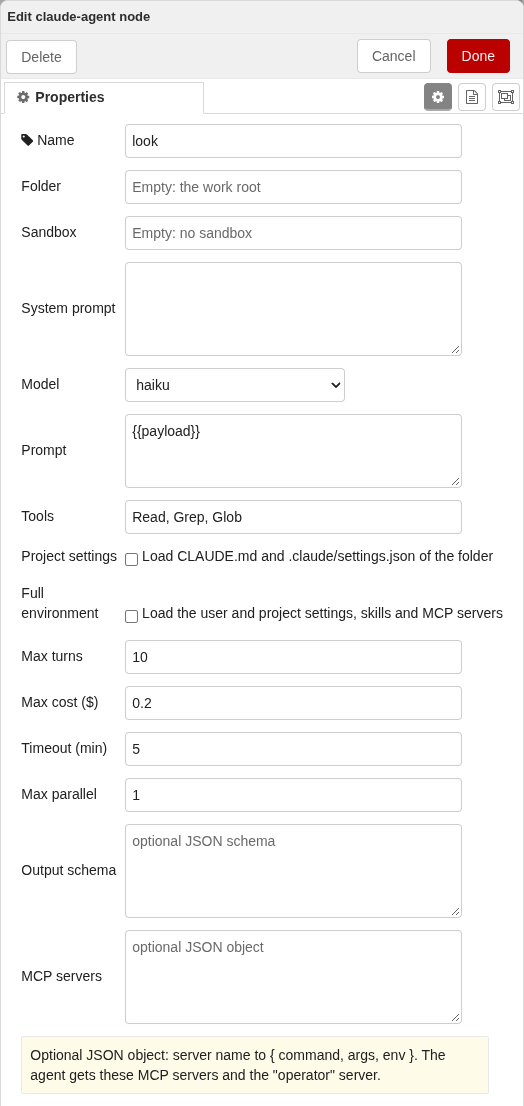 Edit claude-agent node
Delete
Cancel
Done
Properties
Name
look
Folder
Empty: the work root
Sandbox
Empty: no sandbox
System prompt
Model
haiku
Prompt
{{payload}}
Tools
Read, Grep, Glob
Project settings
Load CLAUDE.md and .claude/settings.json of the folder
Full
environment
Load the user and project settings, skills and MCP servers
Max turns
10
Max cost ($)
0.2
Timeout (min)
5
Max parallel
1
Output schema
optional JSON schema
MCP servers
optional JSON object
Optional JSON object: server name to { command, args, env }. The
agent gets these MCP servers and the "operator" server.